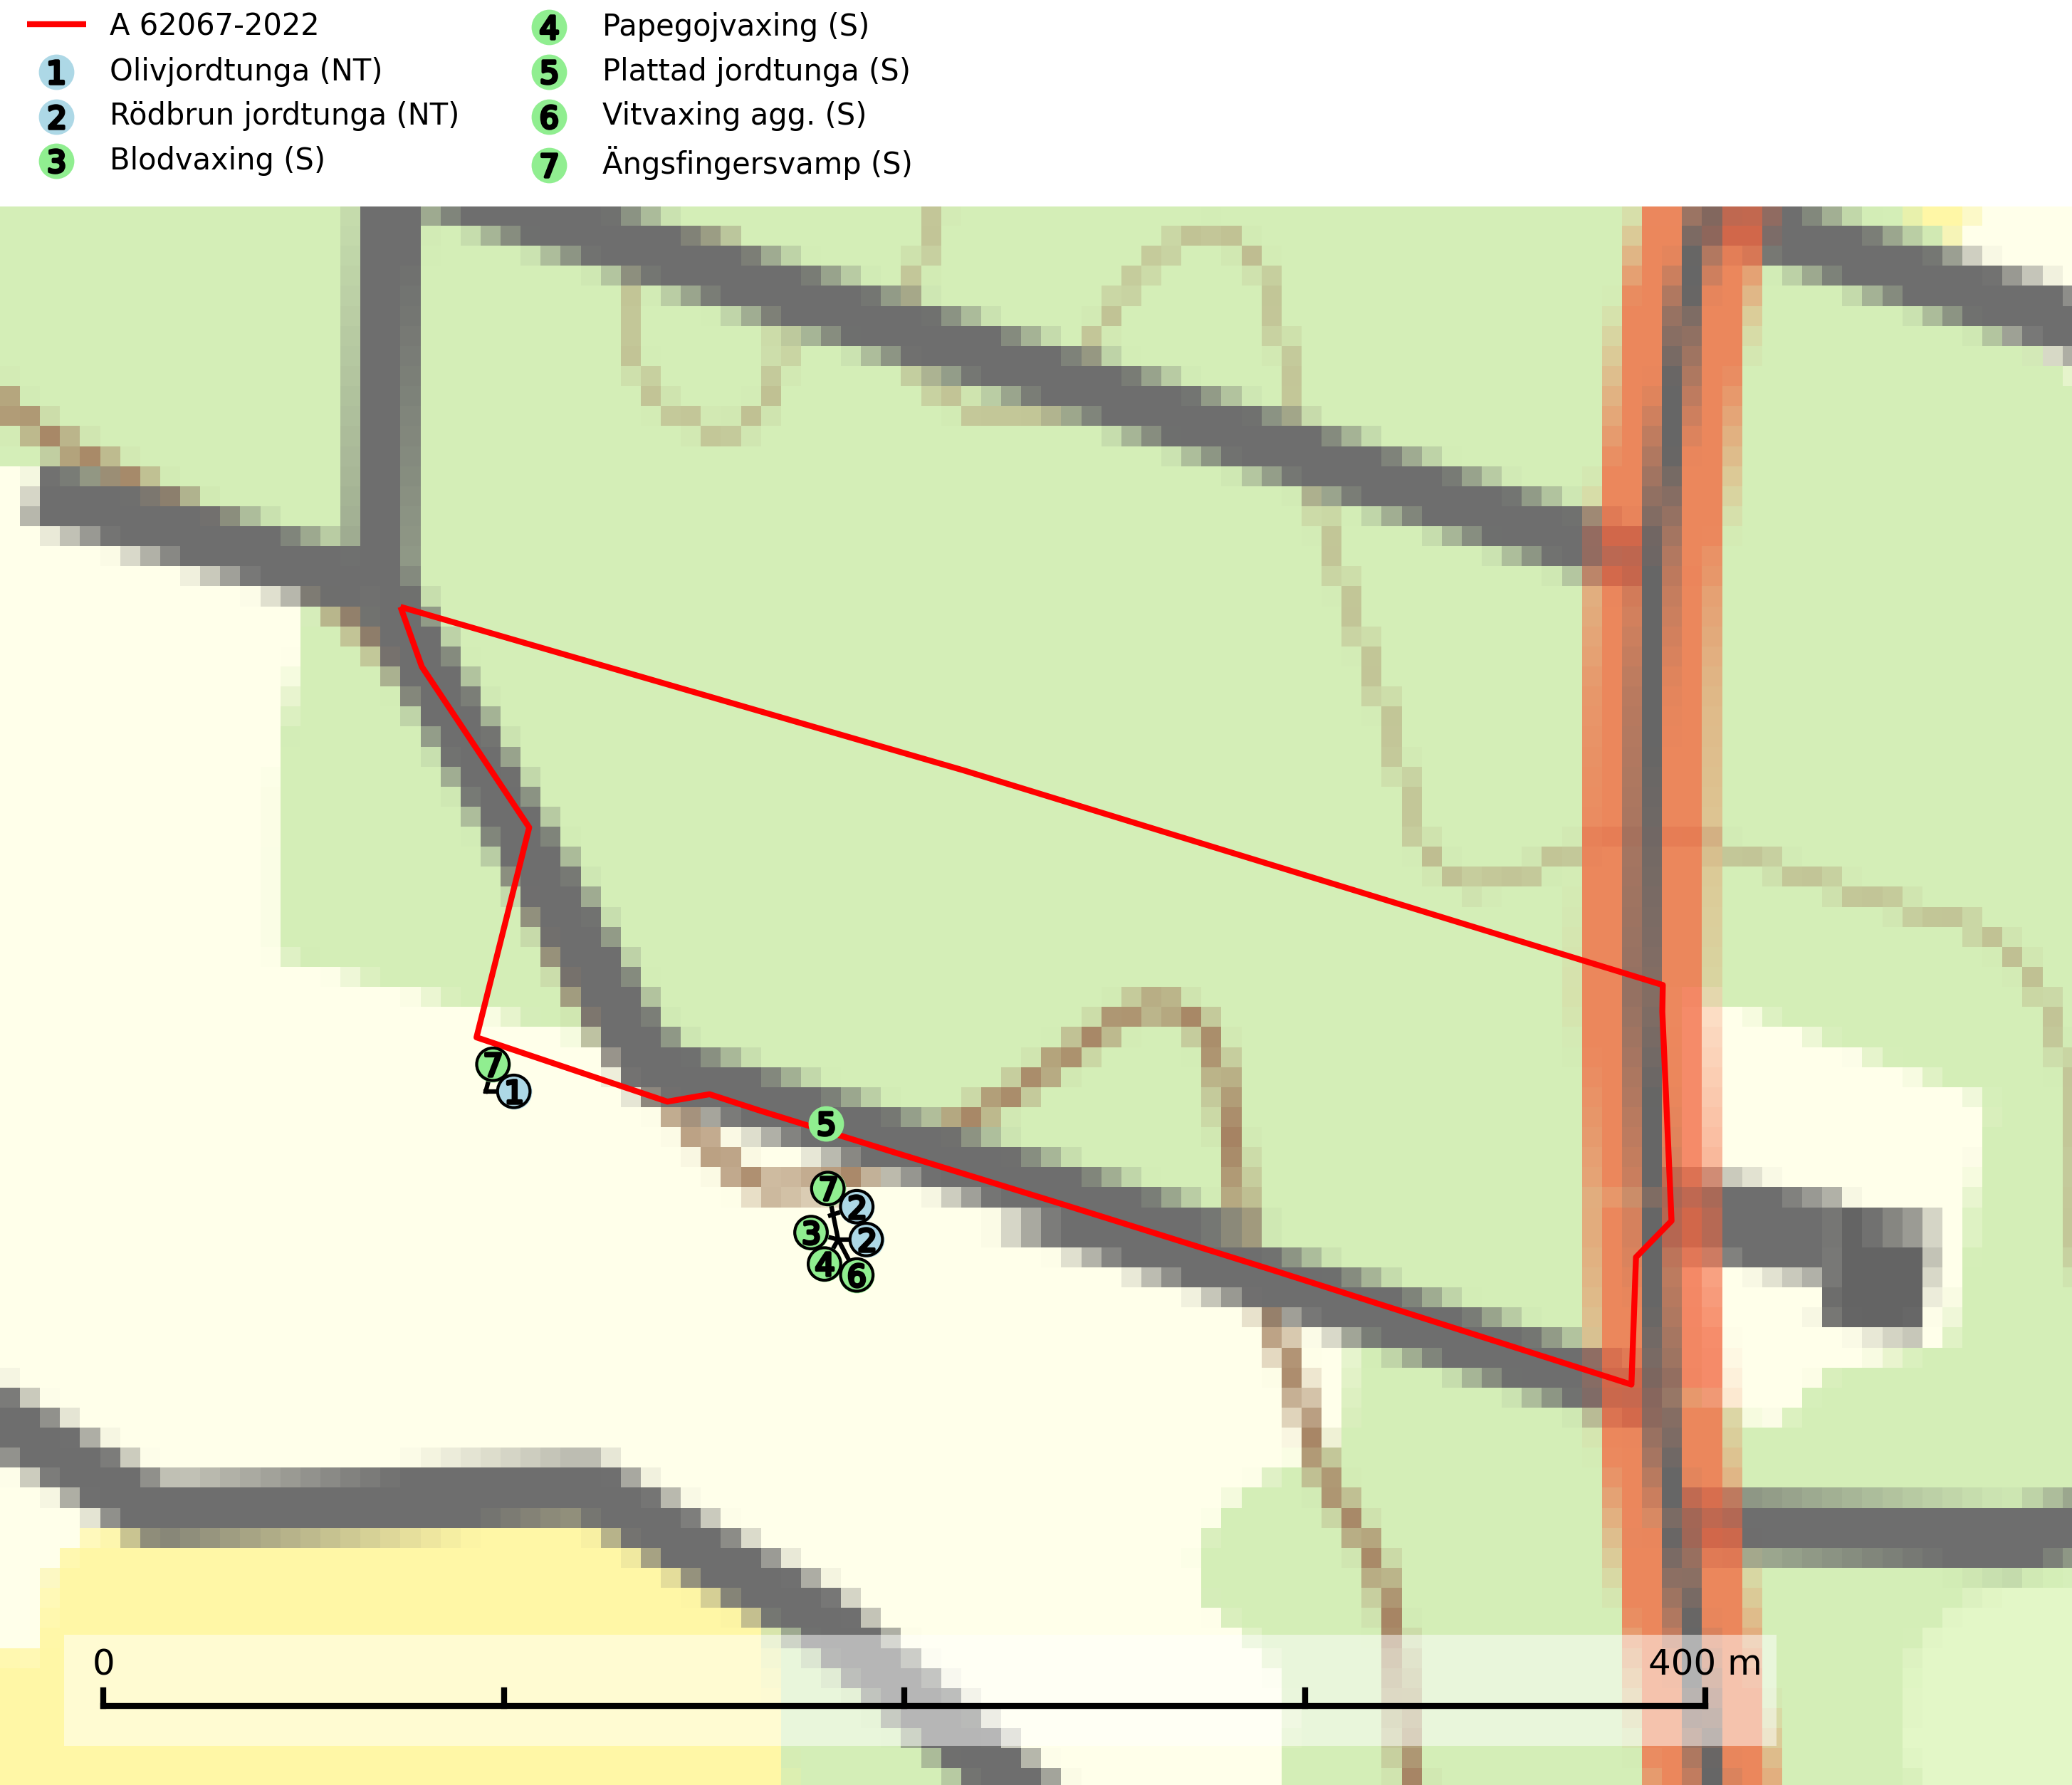 A 62067-2022
1 Olivjordtunga (NT)
2 Rödbrun jordtunga (NT)
3 Blodvaxing (S)
4 Papegojvaxing (S)
5 Plattad jordtunga (S)
6 Vitvaxing agg. (S)
7 Ängsfingersvamp (S)
7
1
5
7
2
3
2
4
6
0
400 m